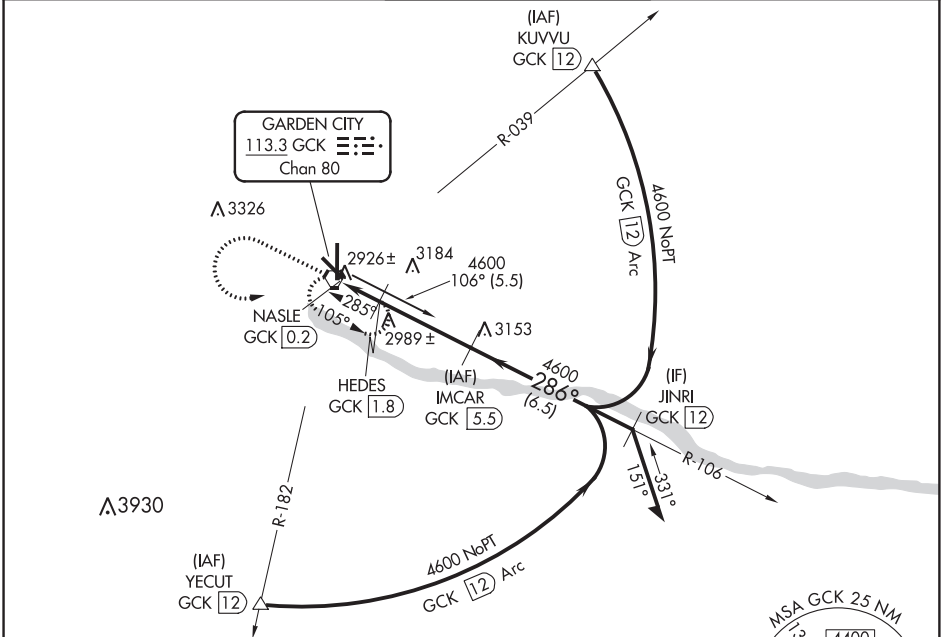 (IAF)
KUVVU
GCK 12
R-039
GARDEN CITY
113.3 GCK
Chan 80
4600 NoPT
GCK 12 Arc
3326
2926±
3184
4600
106° (5.5)
285°
105°
NASLE
GCK 0.2
2989±
3153
HEDES
GCK 1.8
(IAF)
IMCAR
GCK 5.5
4600
286°
(6.5)
(IF)
JINRI
GCK 12
R-106
151°
331°
R-182
3930
(IAF)
YECUT
GCK 12
4600 NoPT
GCK 12 Arc
MSA GCK 25 NM
4400